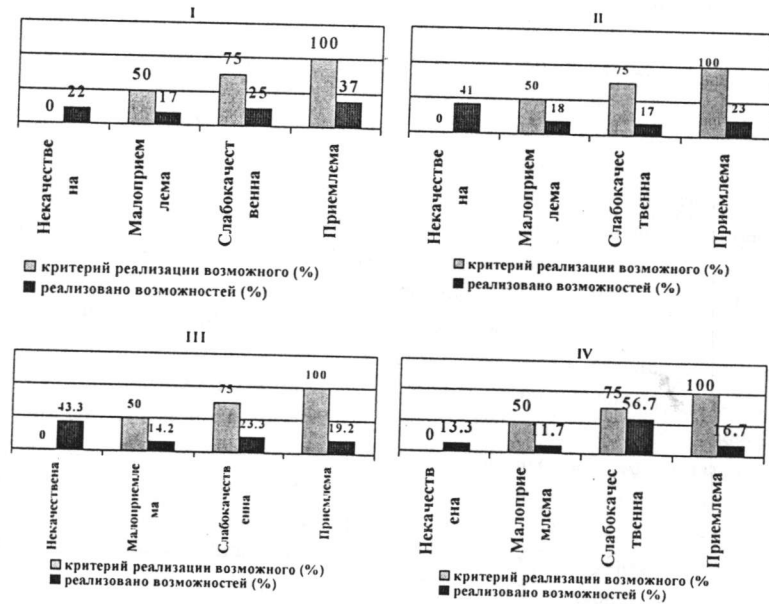 I
100
75
50
37
25
22
17
0
Некачестве
на
Малоприем
лема
Слабокачест
венна
Приемлема
критерий реализации возможного (%)
реализовано возможностей (%)
II
100
75
50
41
23
18
17
0
Некачестве
на
Малоприем
лема
Слабокачес
твенна
Приемлема
критерий реализации возможного (%)
реализовано возможностей (%)
III
100
75
50
43.3
23.3
19.2
14.2
0
Некачествена
Малоприемле
ма
Слабокачеств
енна
Приемлема
критерий реализации возможного (%)
реализовано возможностей (%)
IV
100
75
56.7
50
13.3
11.7
6.7
0
Некачеств
ена
Малоприе
млема
Слабокачес
твенна
Приемлема
критерий реализации возможного (%
реализовано возможностей (%)